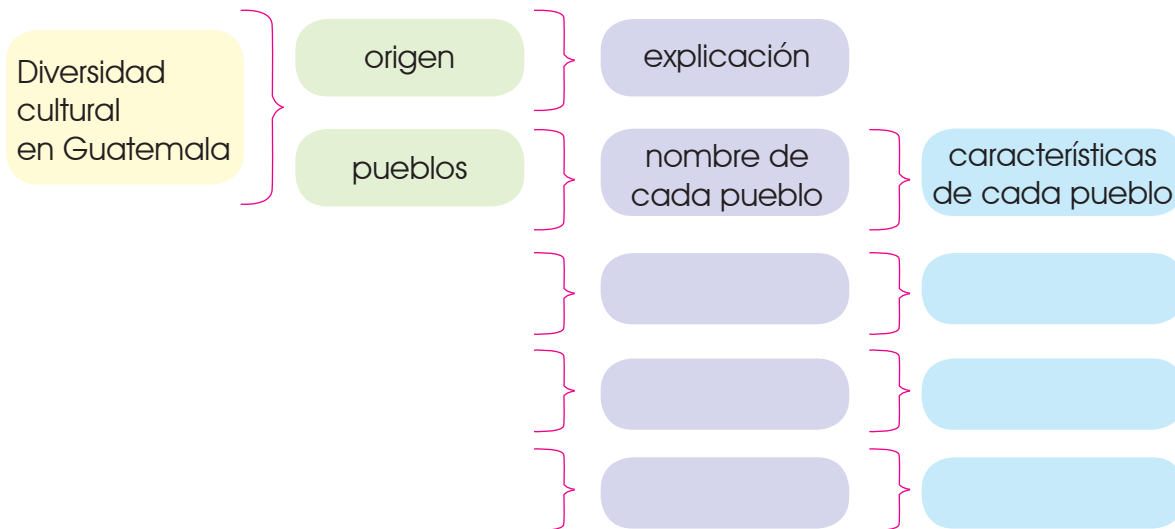 Diversidad
cultural
en Guatemala
origen
explicación
pueblos
nombre de
cada pueblo
características
de cada pueblo